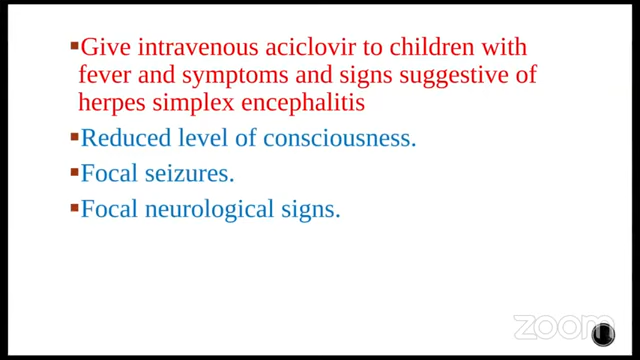 ▪Give intravenous aciclovir to children with
fever and symptoms and signs suggestive of
herpes simplex encephalitis
▪Reduced level of consciousness.
▪Focal seizures.
▪Focal neurological signs.
zoom